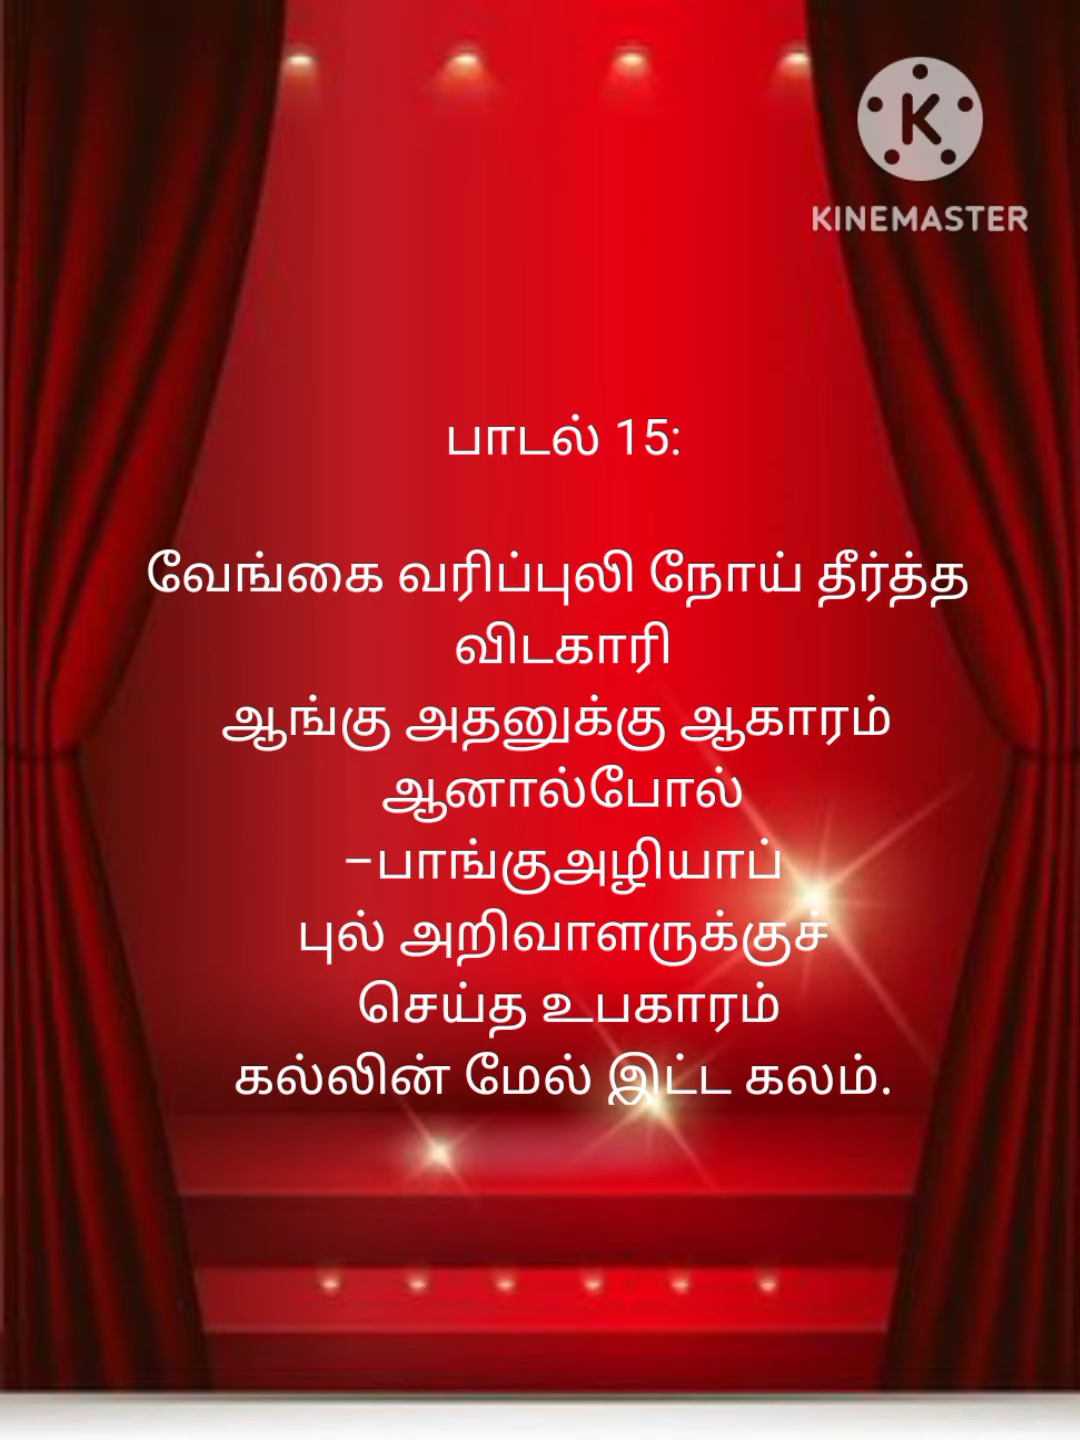 KINEMASTER
பாடல் 15:
வேங்கை வரிப்புலி நோய் தீர்த்த
விடகாரி
ஆங்கு அதனுக்கு ஆகாரம்
ஆனால்போல்
–பாங்குஅழியாப்
புல் அறிவாளருக்குச்
செய்த உபகாரம்
கல்லின் மேல் இட்ட கலம்.